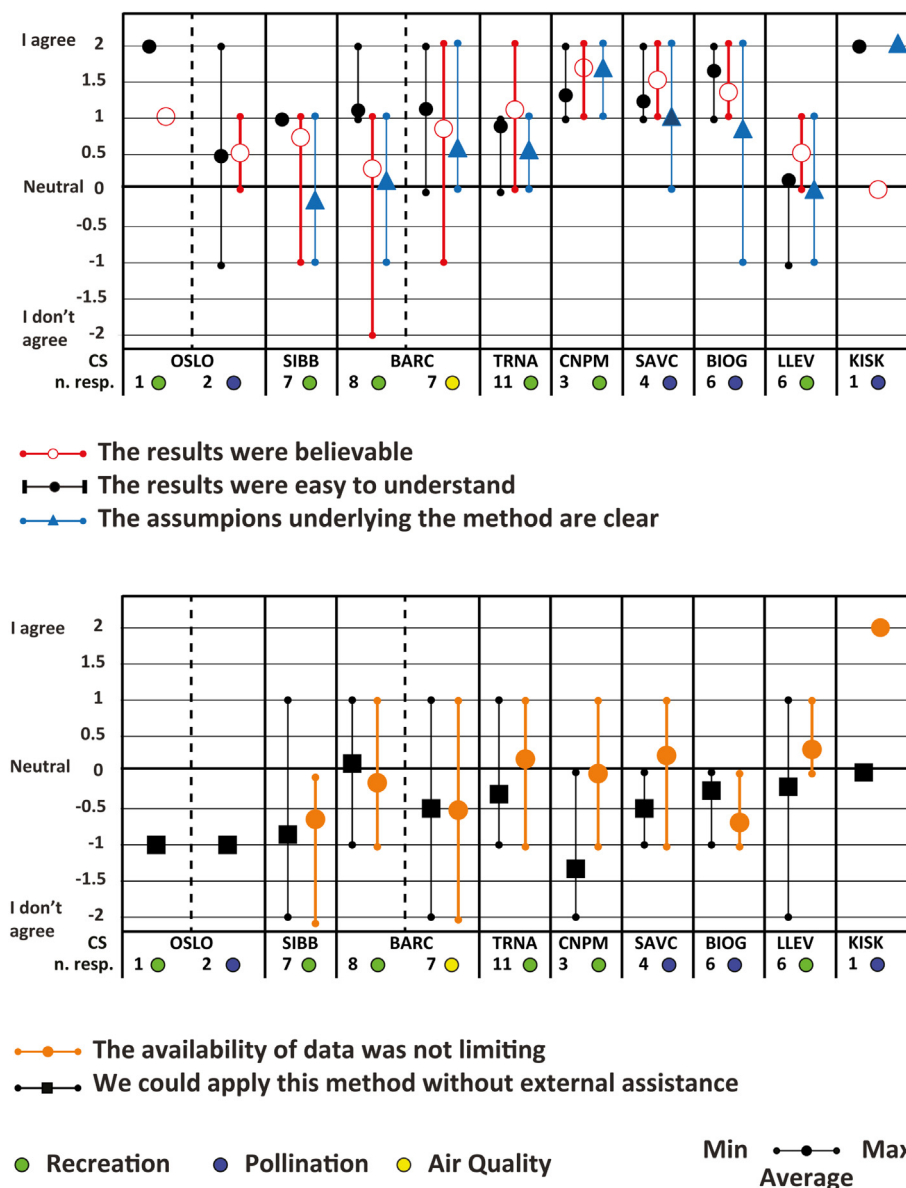 I agree
2
1.5
1
0.5
Neutral
0
-0.5
-1
-1.5
I don't agree
-2
CS OSLO SIBB BARC TRNA CNPM SAVC BIOG LLEV KISK
n. resp. 1 2 7 8 7 11 3 4 6 6 1
The results were believable
The results were easy to understand
The assumpions underlying the method are clear
I agree
2
1.5
1
0.5
Neutral
0
-0.5
-1
-1.5
I don't agree
-2
CS OSLO SIBB BARC TRNA CNPM SAVC BIOG LLEV KISK
n. resp. 1 2 7 8 7 11 3 4 6 6 1
The availability of data was not limiting
We could apply this method without external assistance
Recreation Pollination Air Quality Min Max
Average